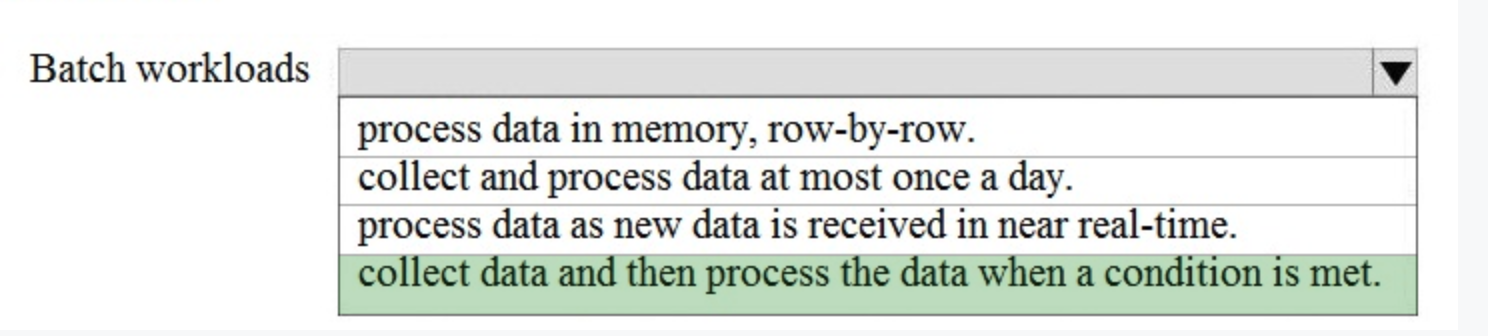 Batch workloads
process data in memory, row-by-row.
collect and process data at most once a day.
process data as new data is received in near real-time.
collect data and then process the data when a condition is met.